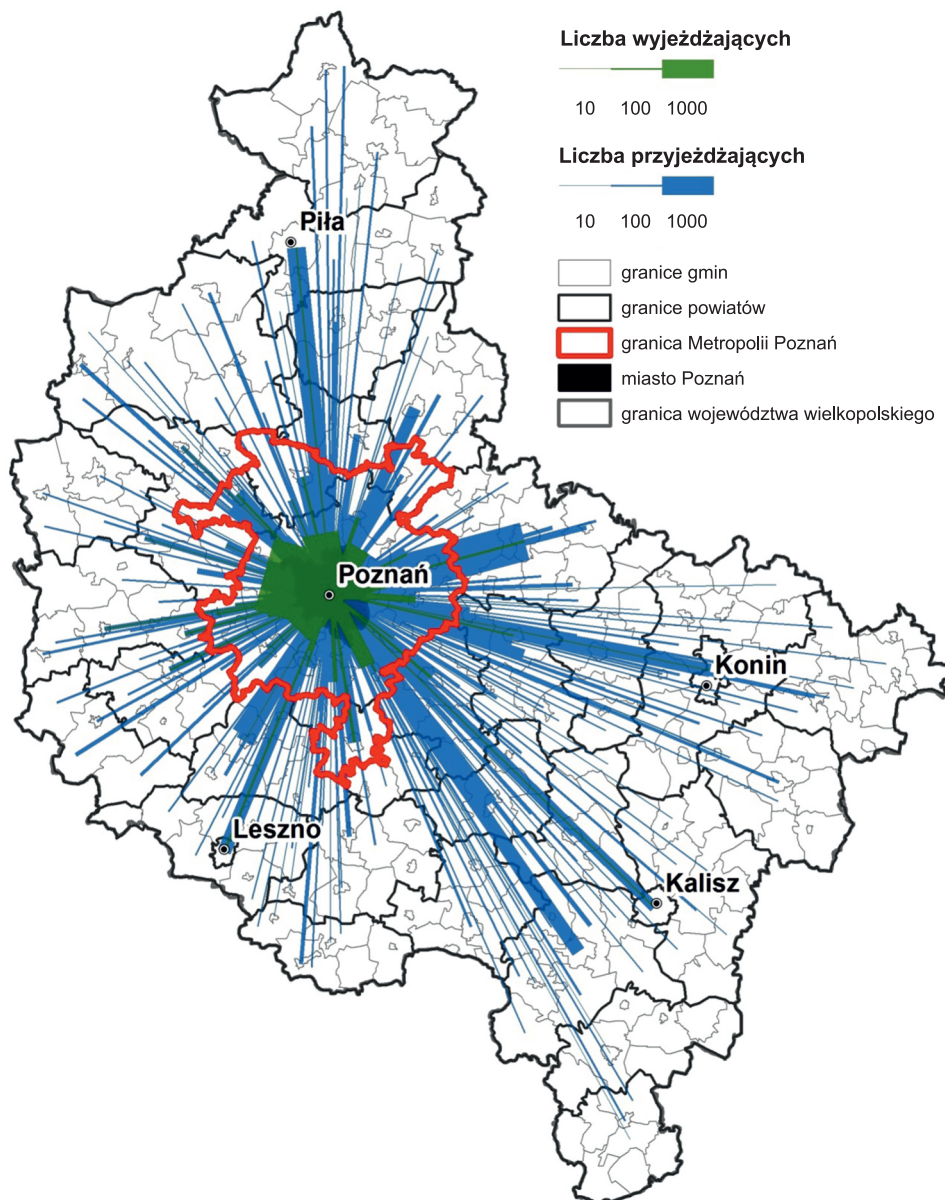 Liczba wyjeżdżających
10 100 1000
Liczba przyjeżdżających
10 100 1000
granice gmin
granice powiatów
granica Metropolii Poznań
miasto Poznań
granica województwa wielkopolskiego
Piła
Poznań
Konin
Leszno
Kalisz